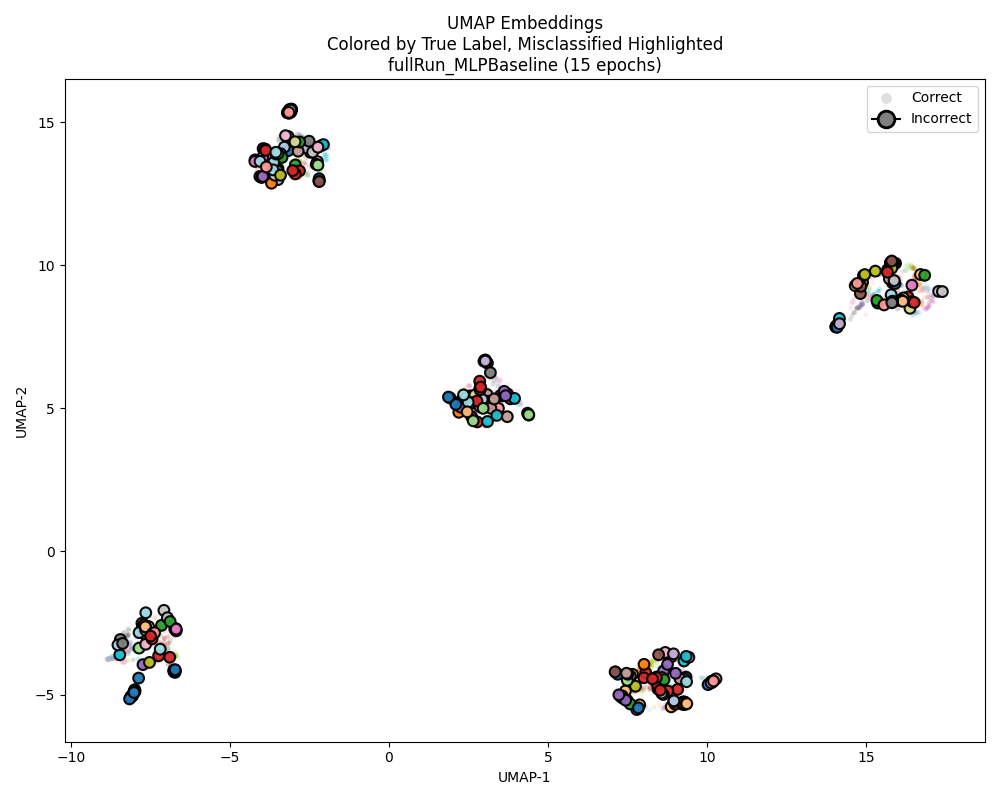 UMAP Embeddings
Colored by True Label, Misclassified Highlighted
fullRun_MLPBaseline (15 epochs)
Correct
Incorrect
15
10
5
0
−5
UMAP-2
−10
−5
0
5
10
15
UMAP-1